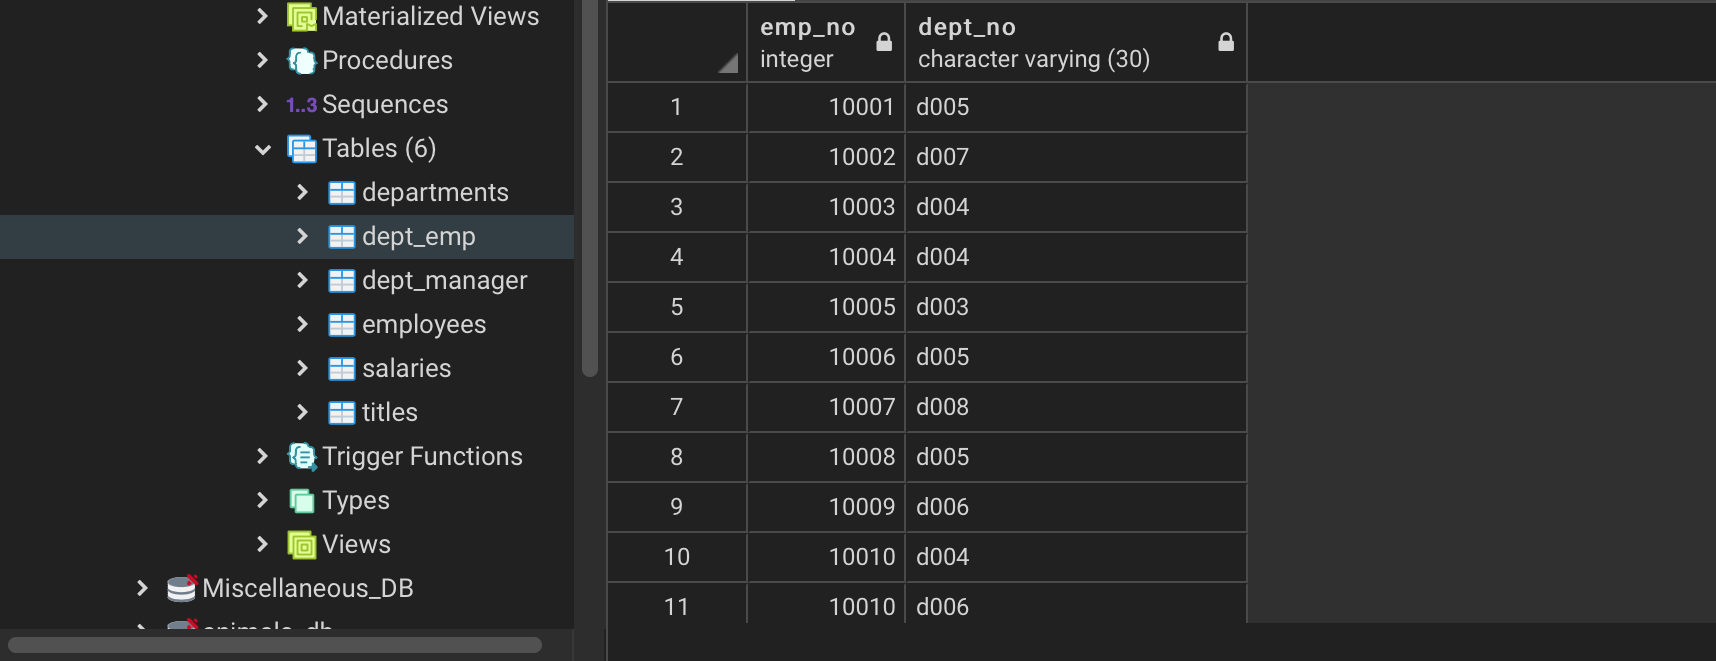 Materialized Views
Procedures
1..3 Sequences
Tables (6)
departments
dept_emp
dept_manager
employees
salaries
titles
Trigger Functions
Types
Views
Miscellaneous_DB
emp_no dept_no
integer character varying (30)
1 10001 d005
2 10002 d007
3 10003 d004
4 10004 d004
5 10005 d003
6 10006 d005
7 10007 d008
8 10008 d005
9 10009 d006
10 10010 d004
11 10010 d006